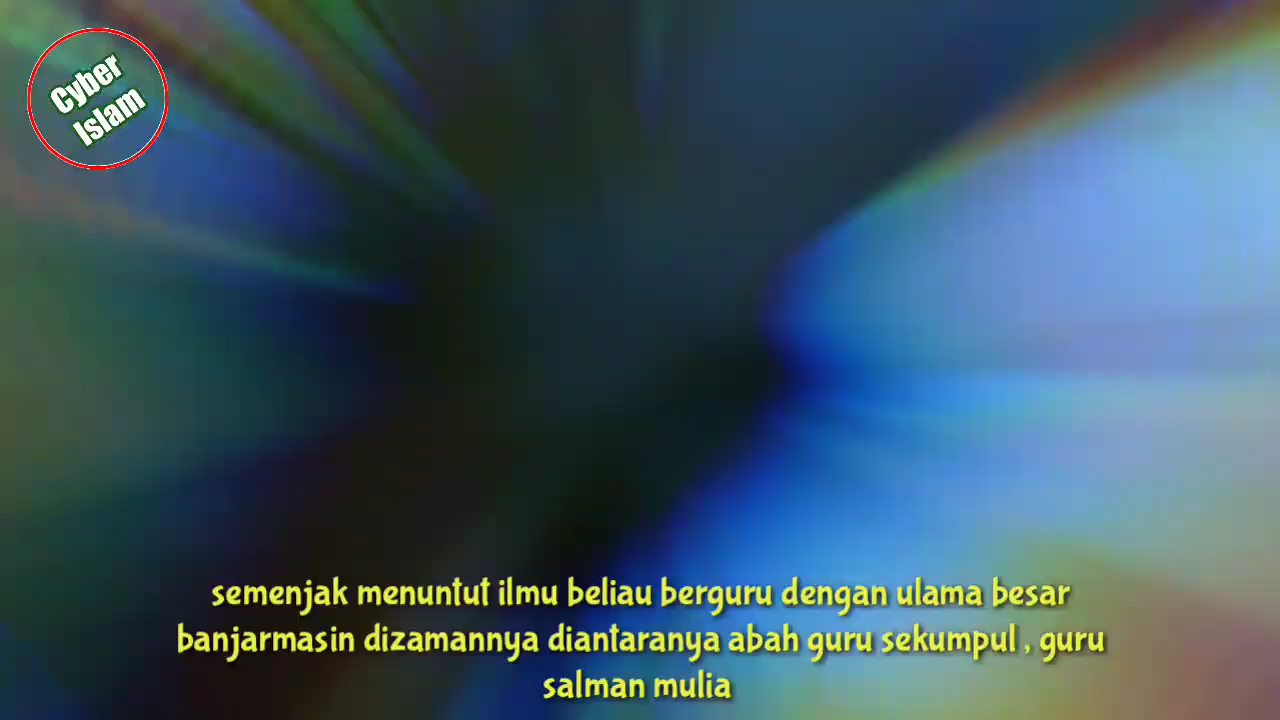 Cyber
Islam
semenjak menuntut ilmu beliau berguru dengan ulama besar
banjarmasin dizamannya diantaranya abah guru sekumpul , guru
salman mulia